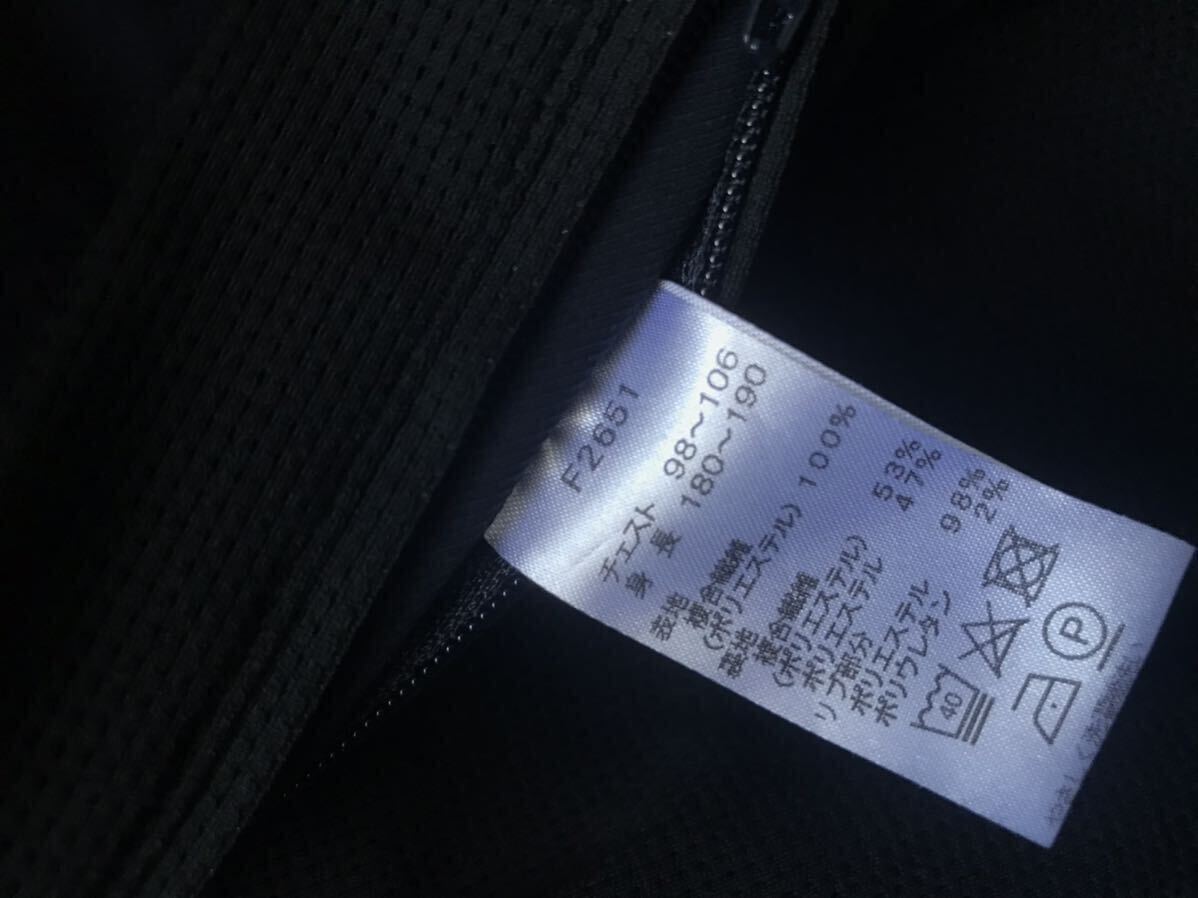 F2651
チェスト 98～106
身 長 180～190
表地
複合繊維
(ポリエステル) 100%
裏地
複合繊維
(ポリエステル) 53%
ポリエステル 47%
リブ部分
ポリエステル 98%
ポリウレタン 2%
40
P